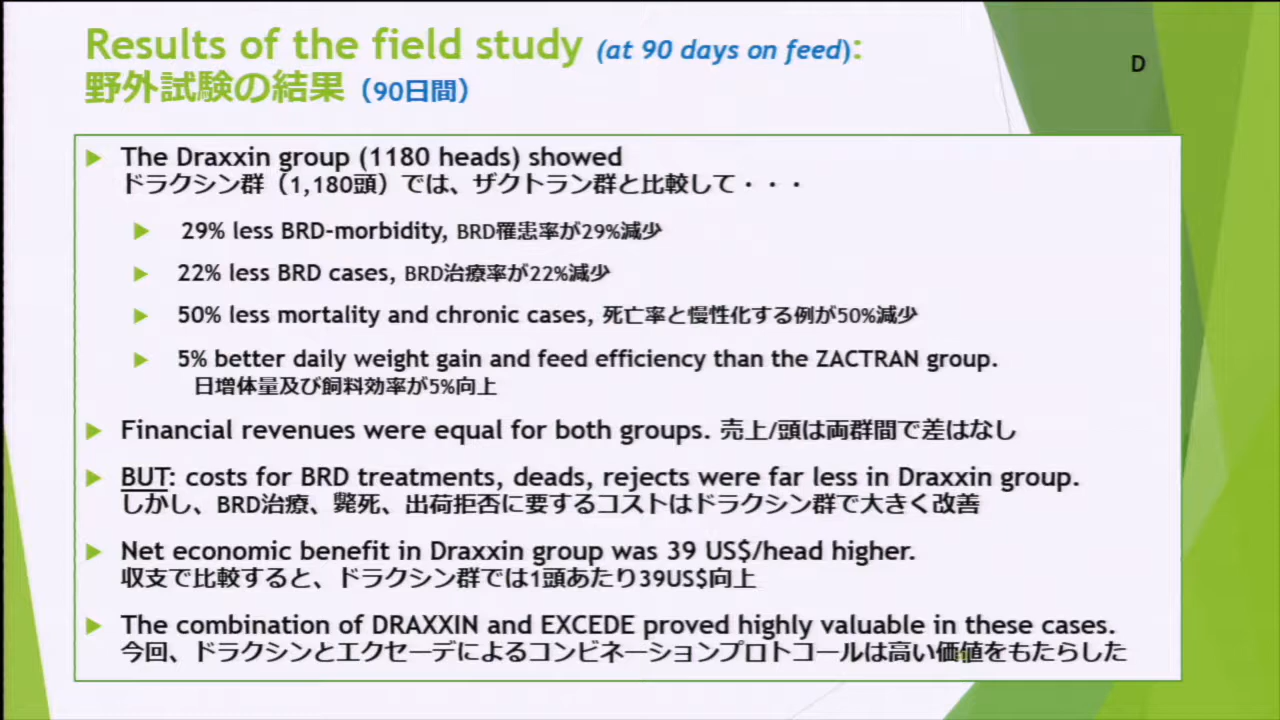 Results of the field study (at 90 days on feed):
野外試験の結果（90日間）
D
The Draxxin group (1180 heads) showed
ドラクシン群（1,180頭）では、ザクトラン群と比較して・・・
29% less BRD-morbidity, BRD罹患率が29%減少
22% less BRD cases, BRD治療率が22%減少
50% less mortality and chronic cases, 死亡率と慢性化する例が50%減少
5% better daily weight gain and feed efficiency than the ZACTRAN group.
日増体量及び飼料効率が5%向上
Financial revenues were equal for both groups. 売上/頭は両群間で差はなし
BUT: costs for BRD treatments, deads, rejects were far less in Draxxin group.
しかし、BRD治療、斃死、出荷拒否に要するコストはドラクシン群で大きく改善
Net economic benefit in Draxxin group was 39 US$/head higher.
収支で比較すると、ドラクシン群では1頭あたり39US$向上
The combination of DRAXXIN and EXCEDE proved highly valuable in these cases.
今回、ドラクシンとエクセーデによるコンビネーションプロトコールは高い価値をもたらした